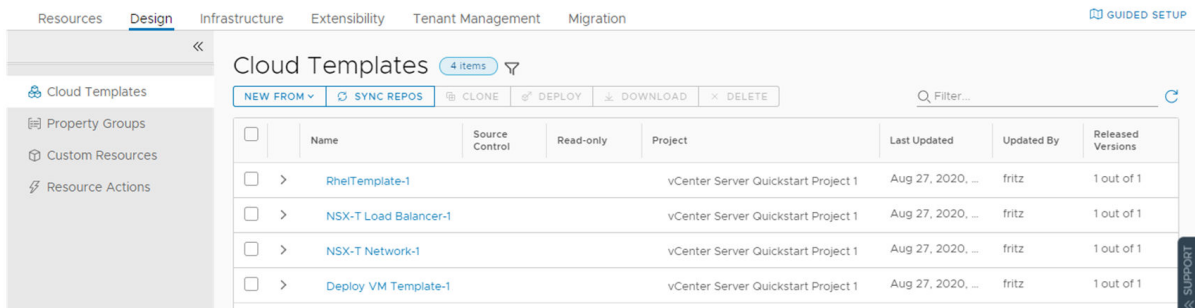 Resources Design Infrastructure Extensibility Tenant Management Migration GUIDED SETUP
Cloud Templates
Property Groups
Custom Resources
Resource Actions
Cloud Templates 4 items
NEW FROM SYNC REPOS CLONE DEPLOY DOWNLOAD DELETE Filter...
Name Source Control Read-only Project Last Updated Updated By Released Versions
RhelTemplate-1 vCenter Server Quickstart Project 1 Aug 27, 2020, ... fritz 1 out of 1
NSX-T Load Balancer-1 vCenter Server Quickstart Project 1 Aug 27, 2020, ... fritz 1 out of 1
NSX-T Network-1 vCenter Server Quickstart Project 1 Aug 27, 2020, ... fritz 1 out of 1
Deploy VM Template-1 vCenter Server Quickstart Project 1 Aug 27, 2020, ... fritz 1 out of 1
SUPPORT